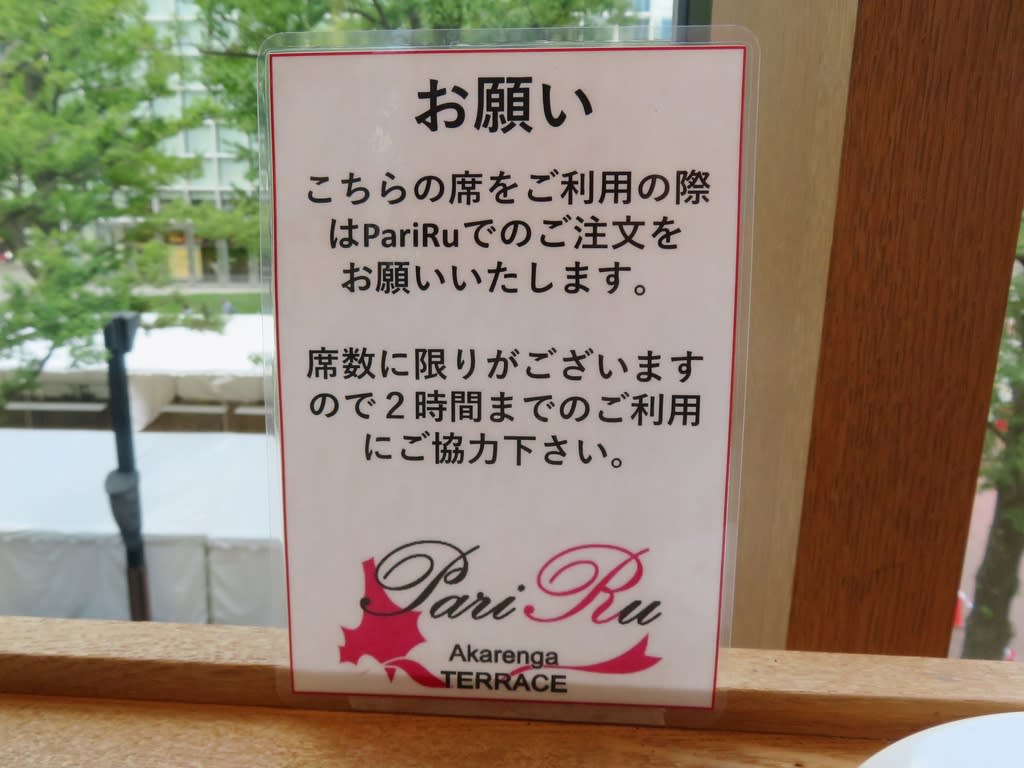 お願い
こちらの席をご利用の際
はPariRuでのご注文を
お願いいたします。
席数に限りがございます
ので２時間までのご利用
にご協力下さい。
Pari Ru
Akarenga
TERRACE